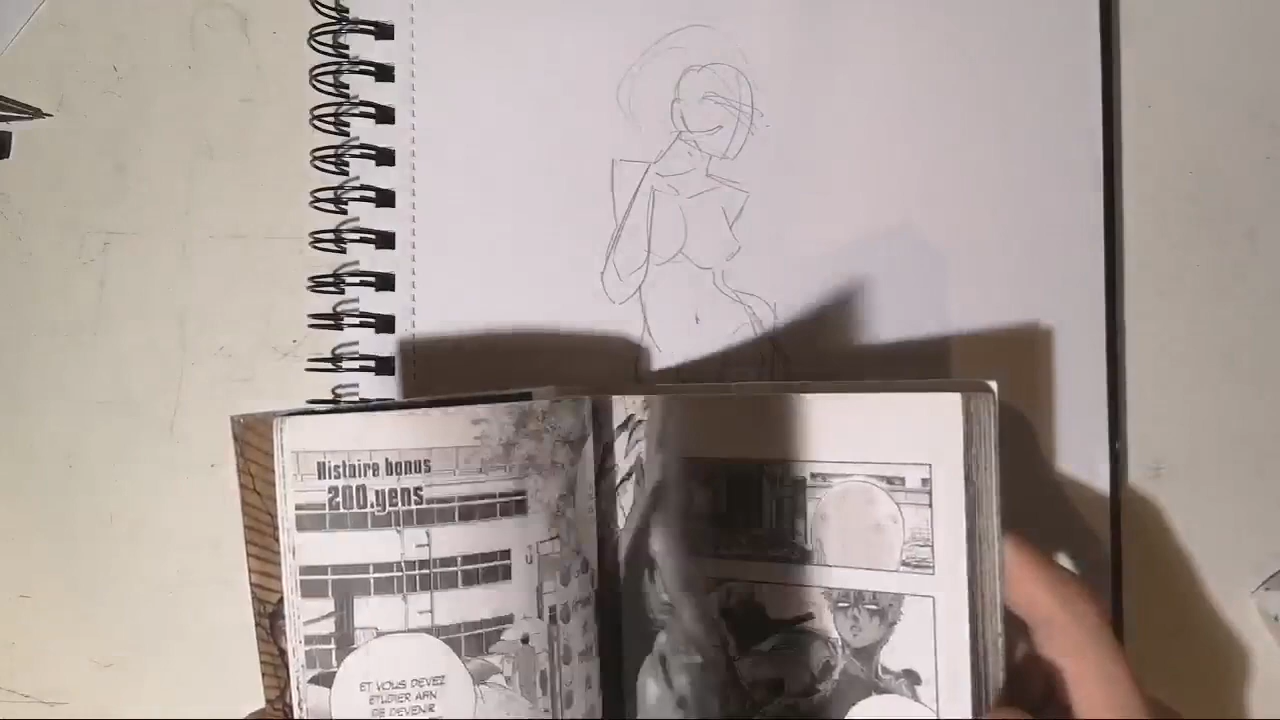 Histoire bonus
200.yens
ET VOUS DEVEZ
ÉTUDIER AFIN
DE DEVENIR